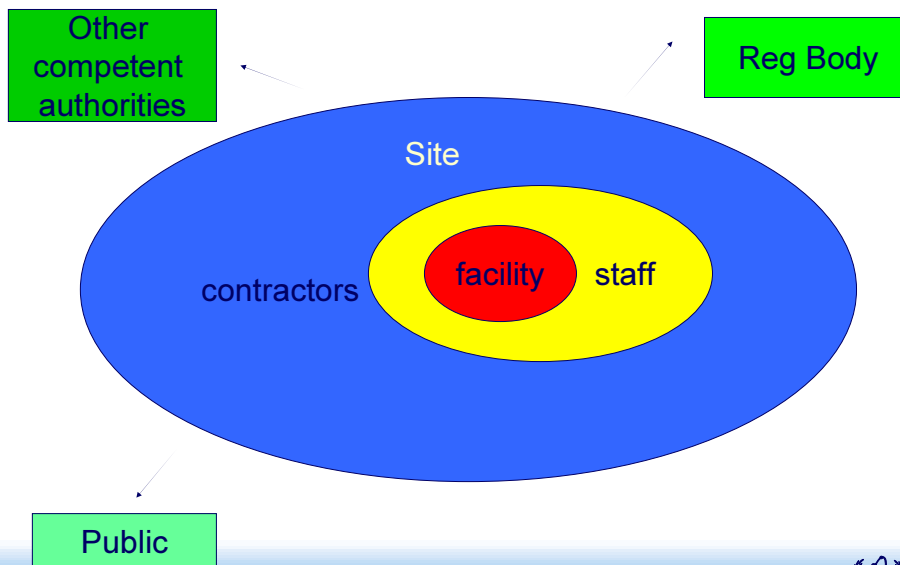 Other
competent
authorities
Reg Body
Site
contractors
facility
staff
Public